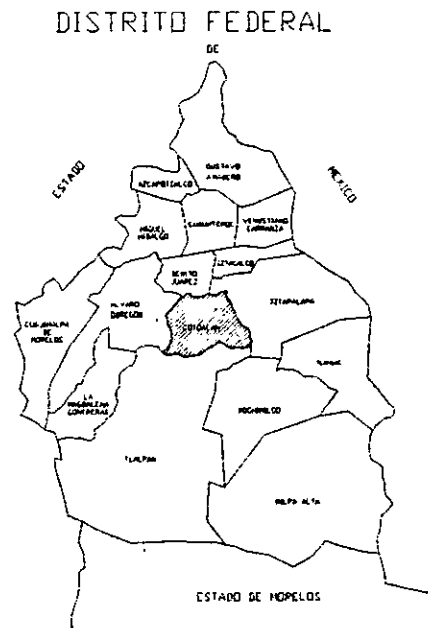 DISTRITO FEDERAL
DE
ESTADO
MEXICO
GUSTAVO
MADERO
AZCAPOTZALCO
MIGUEL
HIDALGO
CUAUHTEMOC
VENUSTIANO
CARRANZA
IZTACALCO
BENITO
JUAREZ
IZTAPALAPA
ALVARO
OBREGON
COYOACAN
CUAJIMALPA
DE
MORELOS
TLAHUAC
LA
MAGDALENA
CONTRERAS
XOCHIMILCO
TLALPAN
MILPA ALTA
ESTADO DE MORELOS